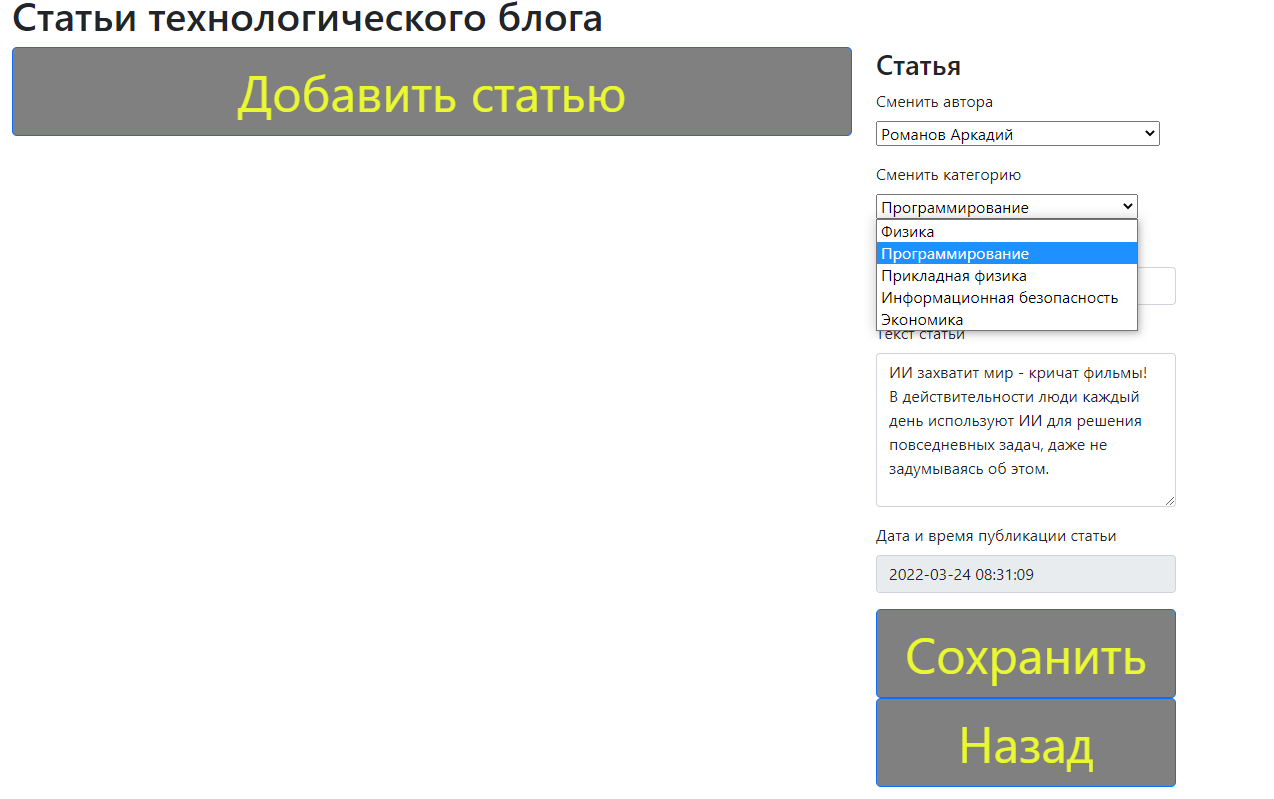 Статьи технологического блога
Добавить статью
Статья
Сменить автора
Романов Аркадий
Сменить категорию
Программирование
Физика
Программирование
Прикладная физика
Информационная безопасность
Экономика
Текст статьи
ИИ захватит мир - кричат фильмы!
В действительности люди каждый
день используют ИИ для решения
повседневных задач, даже не
задумываясь об этом.
Дата и время публикации статьи
2022-03-24 08:31:09
Сохранить
Назад